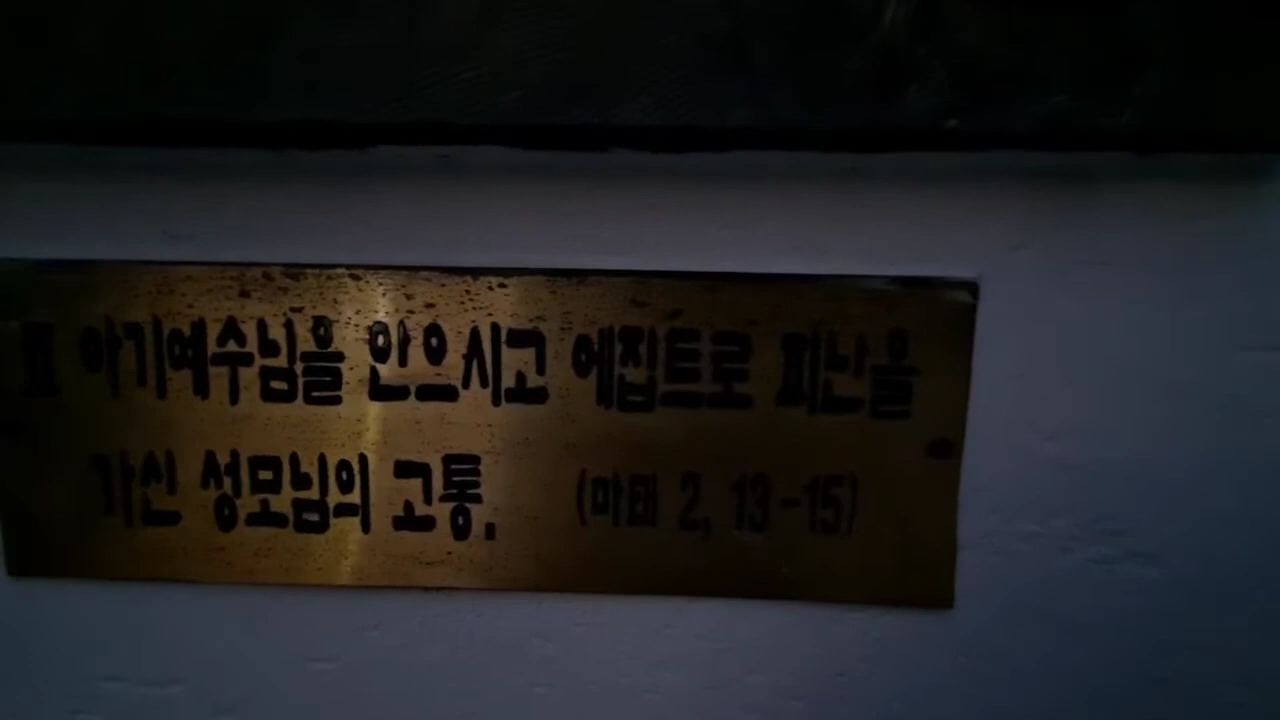 Ⅱ 아기예수님을 안으시고 에집트로 피난을
가신 성모님의 고통.  (마태 2, 13-15)